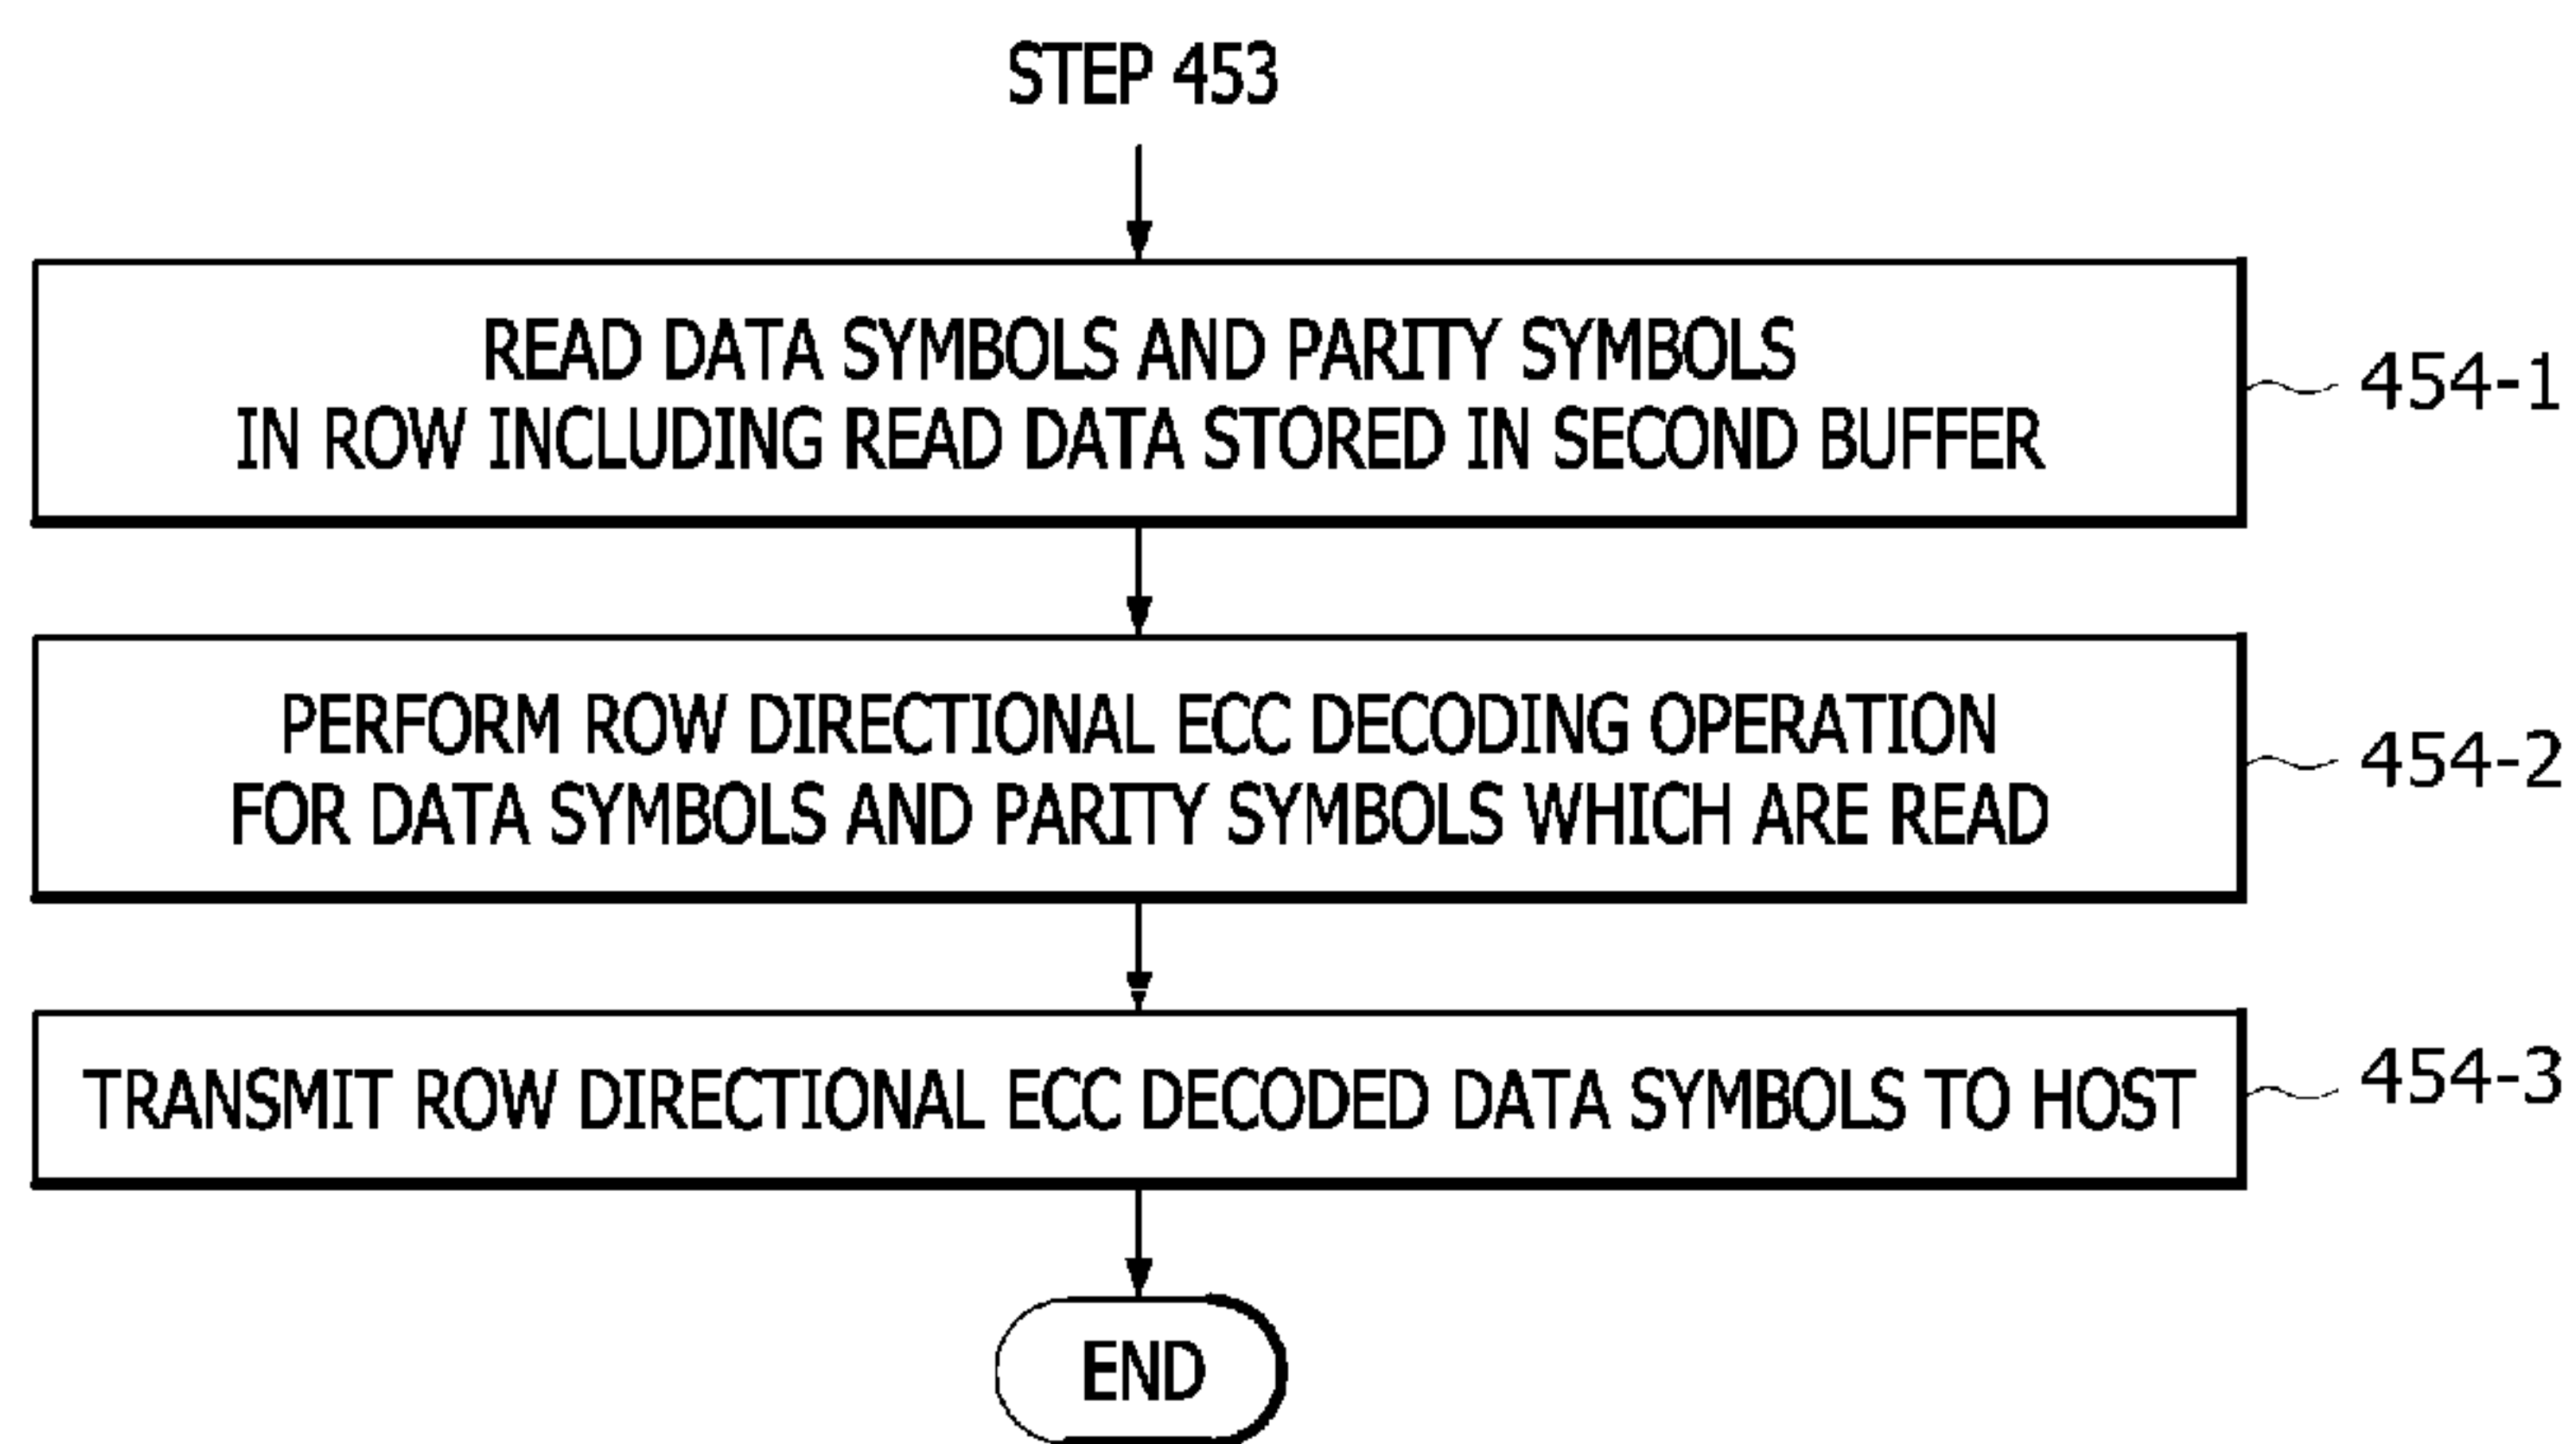 STEP 453
READ DATA SYMBOLS AND PARITY SYMBOLS
IN ROW INCLUDING READ DATA STORED IN SECOND BUFFER
454-1
PERFORM ROW DIRECTIONAL ECC DECODING OPERATION
FOR DATA SYMBOLS AND PARITY SYMBOLS WHICH ARE READ
454-2
TRANSMIT ROW DIRECTIONAL ECC DECODED DATA SYMBOLS TO HOST
454-3
END